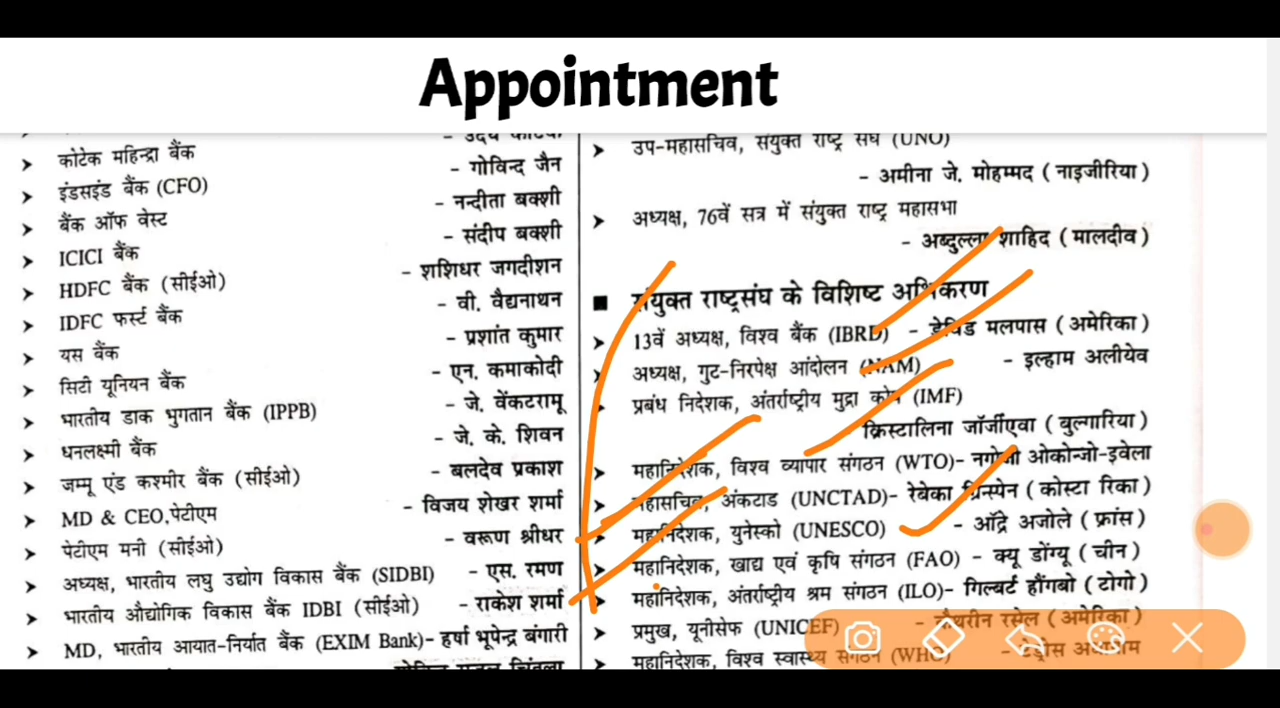 Appointment
- उदय कोटक
➤ कोटेक महिन्द्रा बैंक - गोविन्द जैन
➤ इंडसइंड बैंक (CFO) - नन्दीता बक्शी
➤ बैंक ऑफ वेस्ट - संदीप बक्शी
➤ ICICI बैंक - शशिधर जगदीशन
➤ HDFC बैंक (सीईओ) - वी. वैद्यनाथन
➤ IDFC फर्स्ट बैंक - प्रशांत कुमार
➤ यस बैंक - एन. कमाकोदी
➤ सिटी यूनियन बैंक - जे. वेंकटरामू
➤ भारतीय डाक भुगतान बैंक (IPPB) - जे. के. शिवन
➤ धनलक्ष्मी बैंक - बलदेव प्रकाश
➤ जम्मू एंड कश्मीर बैंक (सीईओ) - विजय शेखर शर्मा
➤ MD & CEO,पेटीएम - वरूण श्रीधर
➤ पेटीएम मनी (सीईओ) - एस. रमण
➤ अध्यक्ष, भारतीय लघु उद्योग विकास बैंक (SIDBI) - राकेश शर्मा
➤ भारतीय औद्योगिक विकास बैंक IDBI (सीईओ)
➤ MD, भारतीय आयात-निर्यात बैंक (EXIM Bank)- हर्षा भूपेन्द्र बंगारी
➤ उप-महासचिव, संयुक्त राष्ट्र संघ (UNO)
- अमीना जे. मोहम्मद (नाइजीरिया)
➤ अध्यक्ष, 76वें सत्र में संयुक्त राष्ट्र महासभा
- अब्दुल्ला शाहिद (मालदीव)
■ संयुक्त राष्ट्रसंघ के विशिष्ट अभिकरण
➤ 13वें अध्यक्ष, विश्व बैंक (IBRD) - डेविड मलपास (अमेरिका)
➤ अध्यक्ष, गुट-निरपेक्ष आंदोलन (NAM) - इल्हाम अलीयेव
➤ प्रबंध निदेशक, अंतर्राष्ट्रीय मुद्रा कोष (IMF)
क्रिस्टालिना जॉर्जीएवा (बुल्गारिया)
➤ महानिदेशक, विश्व व्यापार संगठन (WTO)- नगोजी ओकोन्जो-इवेला
➤ महासचिव, अंकटाड (UNCTAD)- रेबेका ग्रिन्स्पेन (कोस्टा रिका)
➤ महानिदेशक, युनेस्को (UNESCO) - ऑद्रे अजोले (फ्रांस)
➤ महानिदेशक, खाद्य एवं कृषि संगठन (FAO) - क्यू डोंग्यू (चीन)
➤ महानिदेशक, अंतर्राष्ट्रीय श्रम संगठन (ILO)- गिल्बर्ट हौंगबो (टोगो)
➤ प्रमुख, यूनीसेफ (UNICEF) - कैथरीन रसेल (अमेरिका)
➤ महानिदेशक, विश्व स्वास्थ्य संगठन (WHO) - टेड्रोस